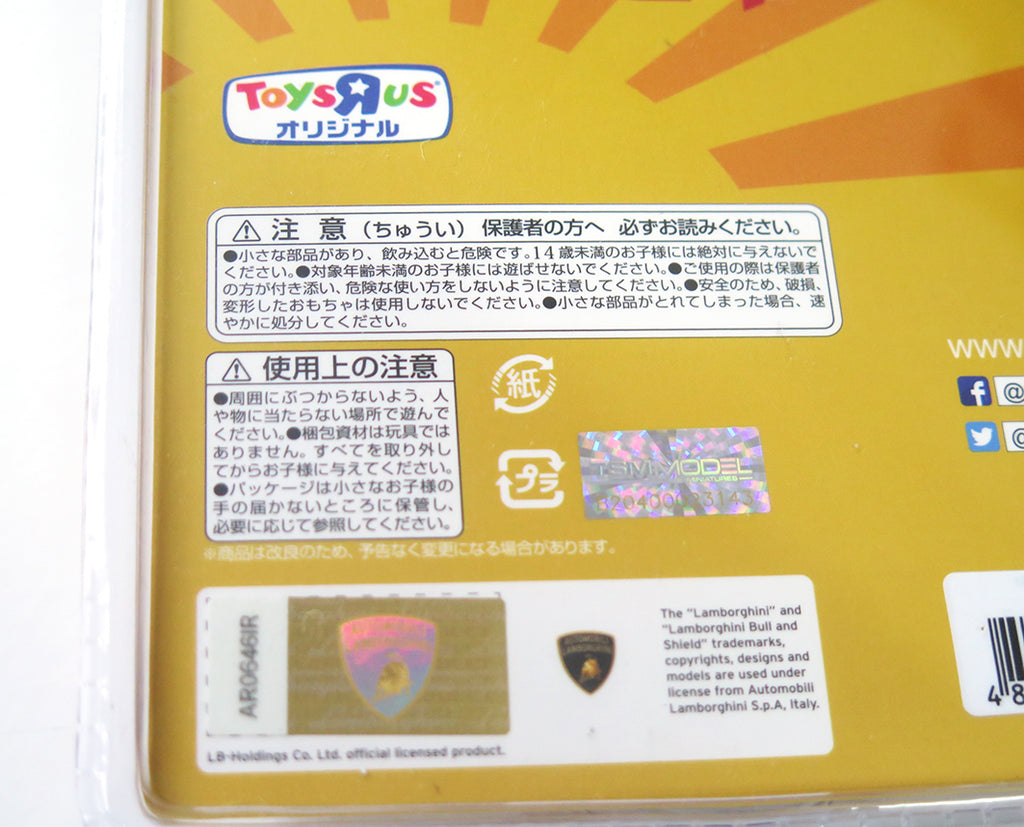 TOYSЯUS
オリジナル
注 意 (ちゅうい) 保護者の方へ 必ずお読みください。
●小さな部品があり、飲み込むと危険です。14歳未満のお子様には絶対に与えないで
ください。●対象年齢未満のお子様には遊ばせないでください。●ご使用の際は保護者
の方が付き添い、危険な使い方をしないように注意してください。●安全のため、破損、
変形したおもちゃは使用しないでください。●小さな部品がとれてしまった場合、速
やかに処分してください。
使用上の注意
●周囲にぶつからないよう、人
や物に当たらない場所で遊んで
ください。●梱包資材は玩具では
ありません。すべてを取り外し
てからお子様に与えてください。
●パッケージは小さなお子様の
手の届かないところに保管し、
必要に応じて参照してください。
※商品は改良のため、予告なく変更になる場合があります。
紙
プラ
TSM-MODEL
MINIATURES
WWW.
@
@
AR0646IR
AUTOMOBILI
LAMBORGHINI
The "Lamborghini" and
"Lamborghini Bull and
Shield" trademarks,
copyrights, designs and
models are used under
license from Automobili
Lamborghini S.p.A, Italy.
LB-Holdings Co. Ltd. official licensed product.
48